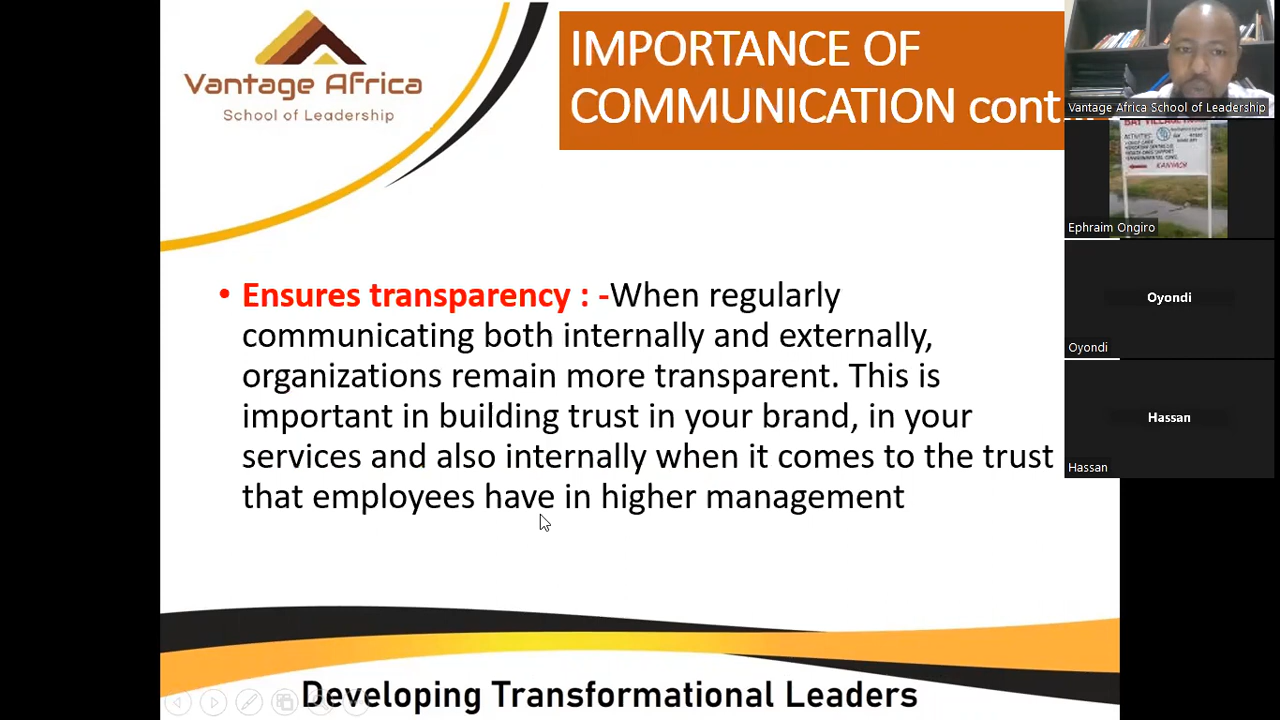 Vantage Africa
School of Leadership
IMPORTANCE OF
COMMUNICATION cont...
• Ensures transparency : -When regularly
communicating both internally and externally,
organizations remain more transparent. This is
important in building trust in your brand, in your
services and also internally when it comes to the trust
that employees have in higher management
Developing Transformational Leaders
Vantage Africa School of Leadership
KANYACH
Ephraim Ongiro
Oyondi
Oyondi
Hassan
Hassan